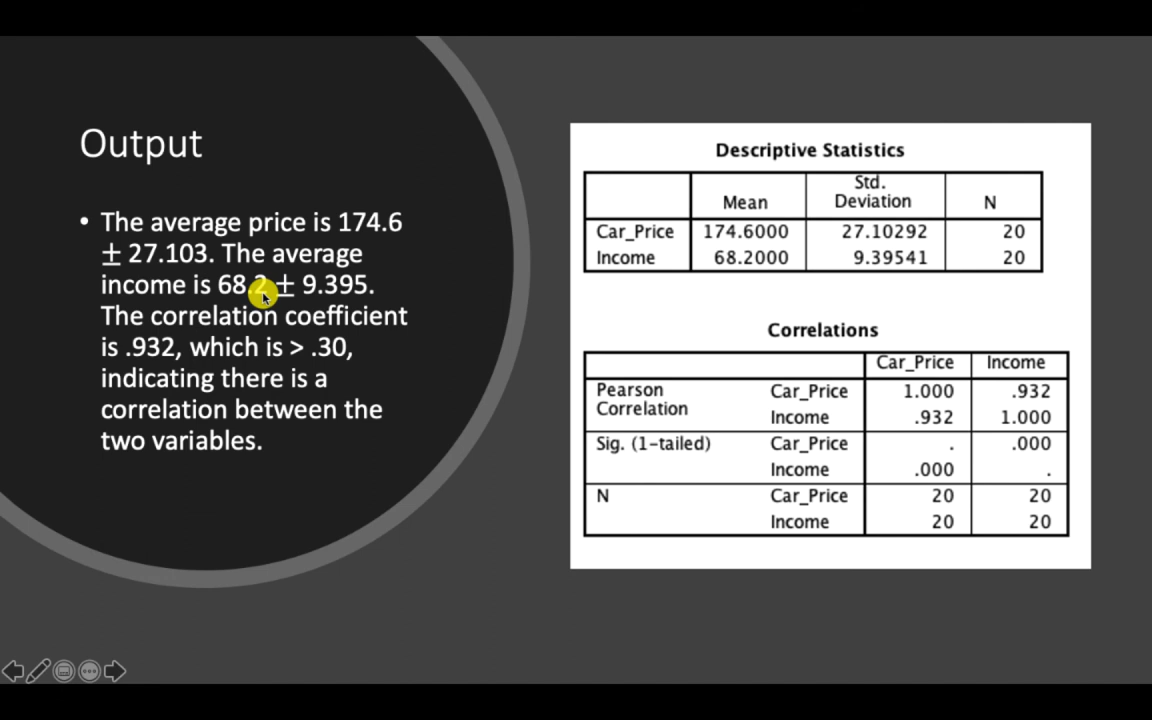 Output
• The average price is 174.6
± 27.103. The average
income is 68.2 ± 9.395.
The correlation coefficient
is .932, which is > .30,
indicating there is a
correlation between the
two variables.
Descriptive Statistics
Mean Std. Deviation N
Car_Price 174.6000 27.10292 20
Income 68.2000 9.39541 20
Correlations
Car_Price Income
Pearson Correlation Car_Price 1.000 .932
Income .932 1.000
Sig. (1-tailed) Car_Price . .000
Income .000 .
N Car_Price 20 20
Income 20 20